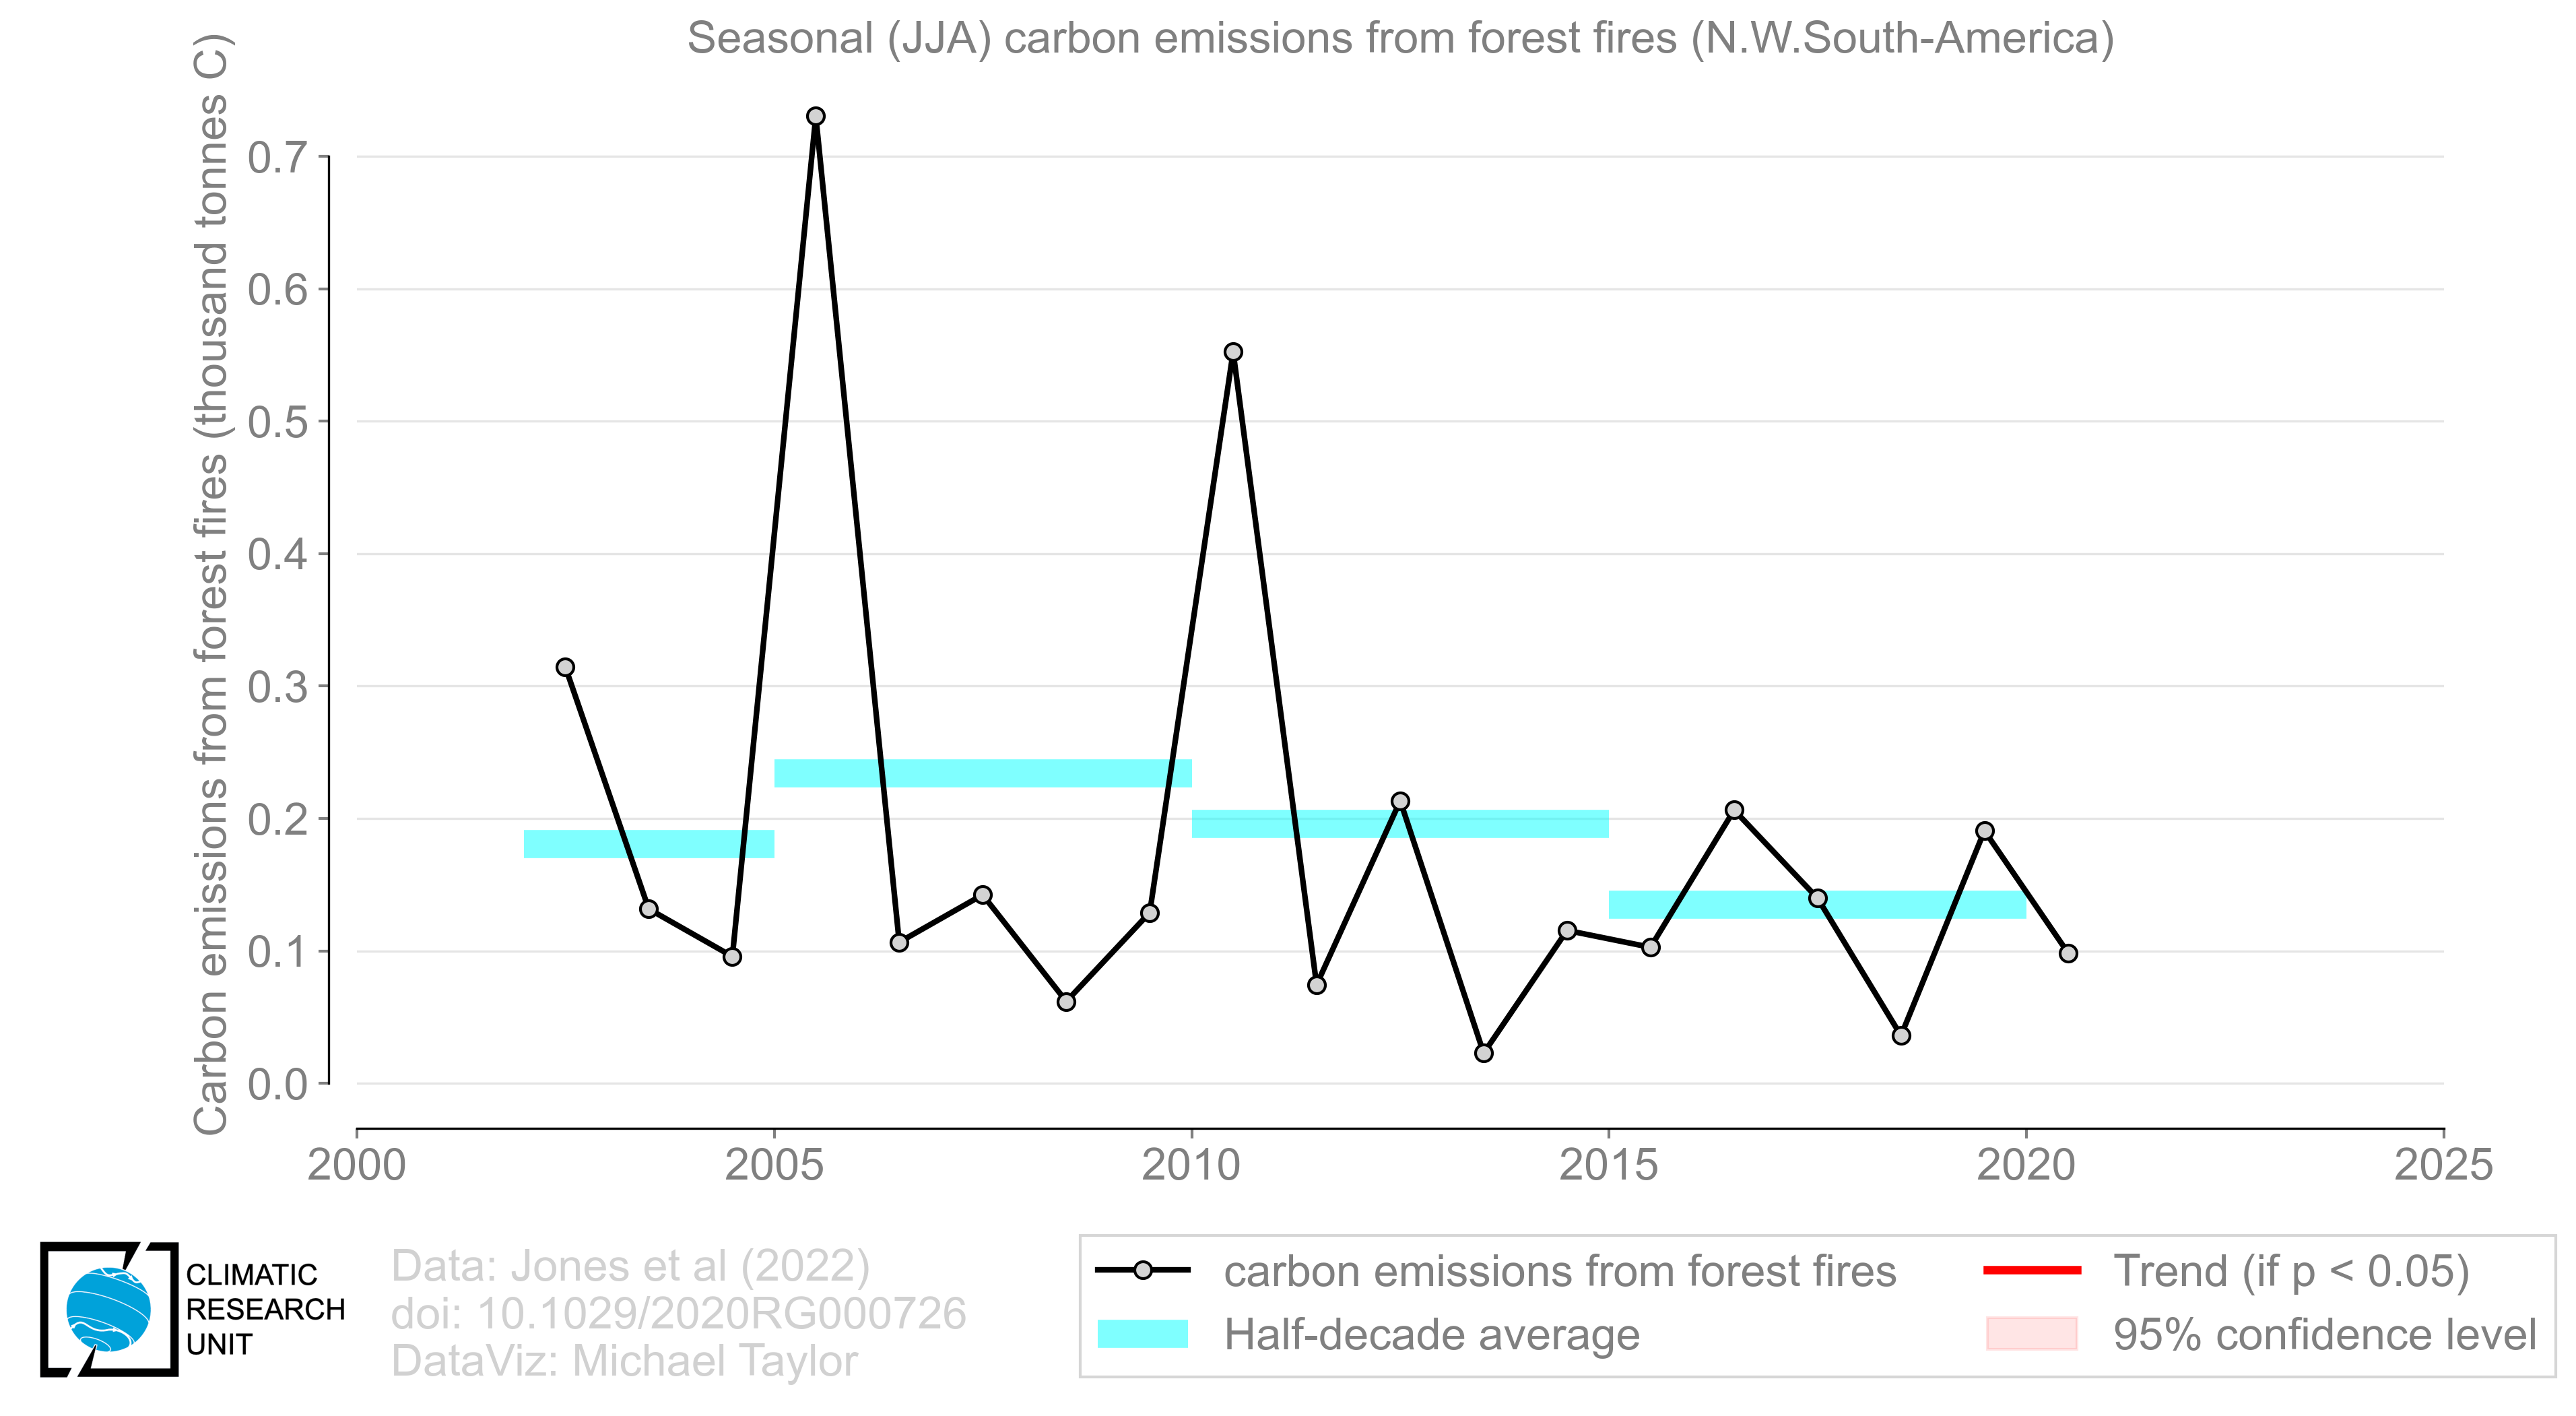 Seasonal (JJA) carbon emissions from forest fires (N.W.South-America)
Carbon emissions from forest fires (thousand tonnes C)
0.7
0.6
0.5
0.4
0.3
0.2
0.1
0.0
2000 2005 2010 2015 2020 2025
CLIMATIC
RESEARCH
UNIT
Data: Jones et al (2022)
doi: 10.1029/2020RG000726
DataViz: Michael Taylor
carbon emissions from forest fires
Half-decade average
Trend (if p < 0.05)
95% confidence level